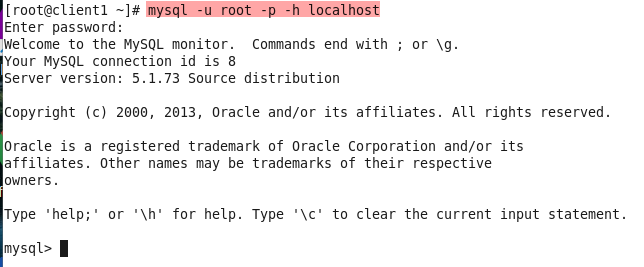 [root@client1 ~]# mysql -u root -p -h localhost
Enter password:
Welcome to the MySQL monitor.  Commands end with ; or \g.
Your MySQL connection id is 8
Server version: 5.1.73 Source distribution
Copyright (c) 2000, 2013, Oracle and/or its affiliates. All rights reserved.
Oracle is a registered trademark of Oracle Corporation and/or its
affiliates. Other names may be trademarks of their respective
owners.
Type 'help;' or '\h' for help. Type '\c' to clear the current input statement.
mysql>